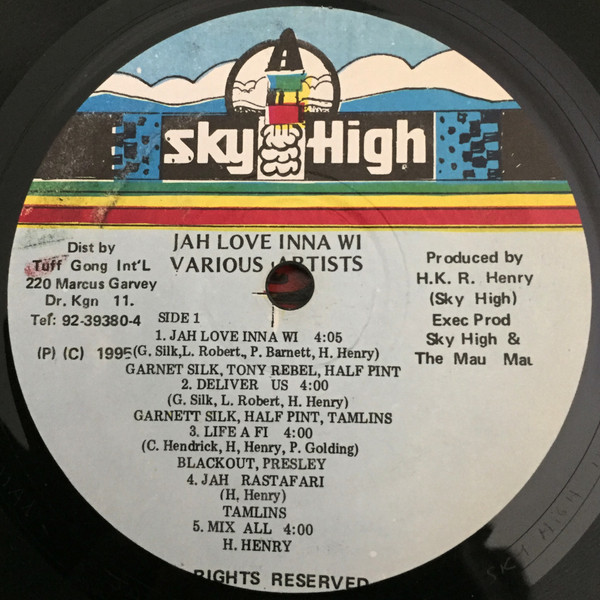 sky High
JAH LOVE INNA WI
VARIOUS ARTISTS
Dist by
Tuff Gong Int'L
220 Marcus Garvey
Dr. Kgn 11.
Tel: 92-39380-4
(P) (C) 1995
SIDE 1
1. JAH LOVE INNA WI 4:05
(G. Silk,L. Robert,, P. Barnett, H. Henry)
GARNET SILK, TONY REBEL, HALF PINT
2. DELIVER US 4:00
(G. Silk, L. Robert, H. Henry)
GARNETT SILK, HALF PINT, TAMLINS
3. LIFE A FI 4:00
(C. Hendrick, H, Henry, P. Golding)
BLACKOUT, PRESLEY
4. JAH RASTAFARI
(H, Henry)
TAMLINS
5. MIX ALL 4:00
H. HENRY
Produced by
H.K.R. Henry
(Sky High)
Exec Prod
Sky High &
The Mau Mau
RIGHTS RESERVED
SKY HIGH